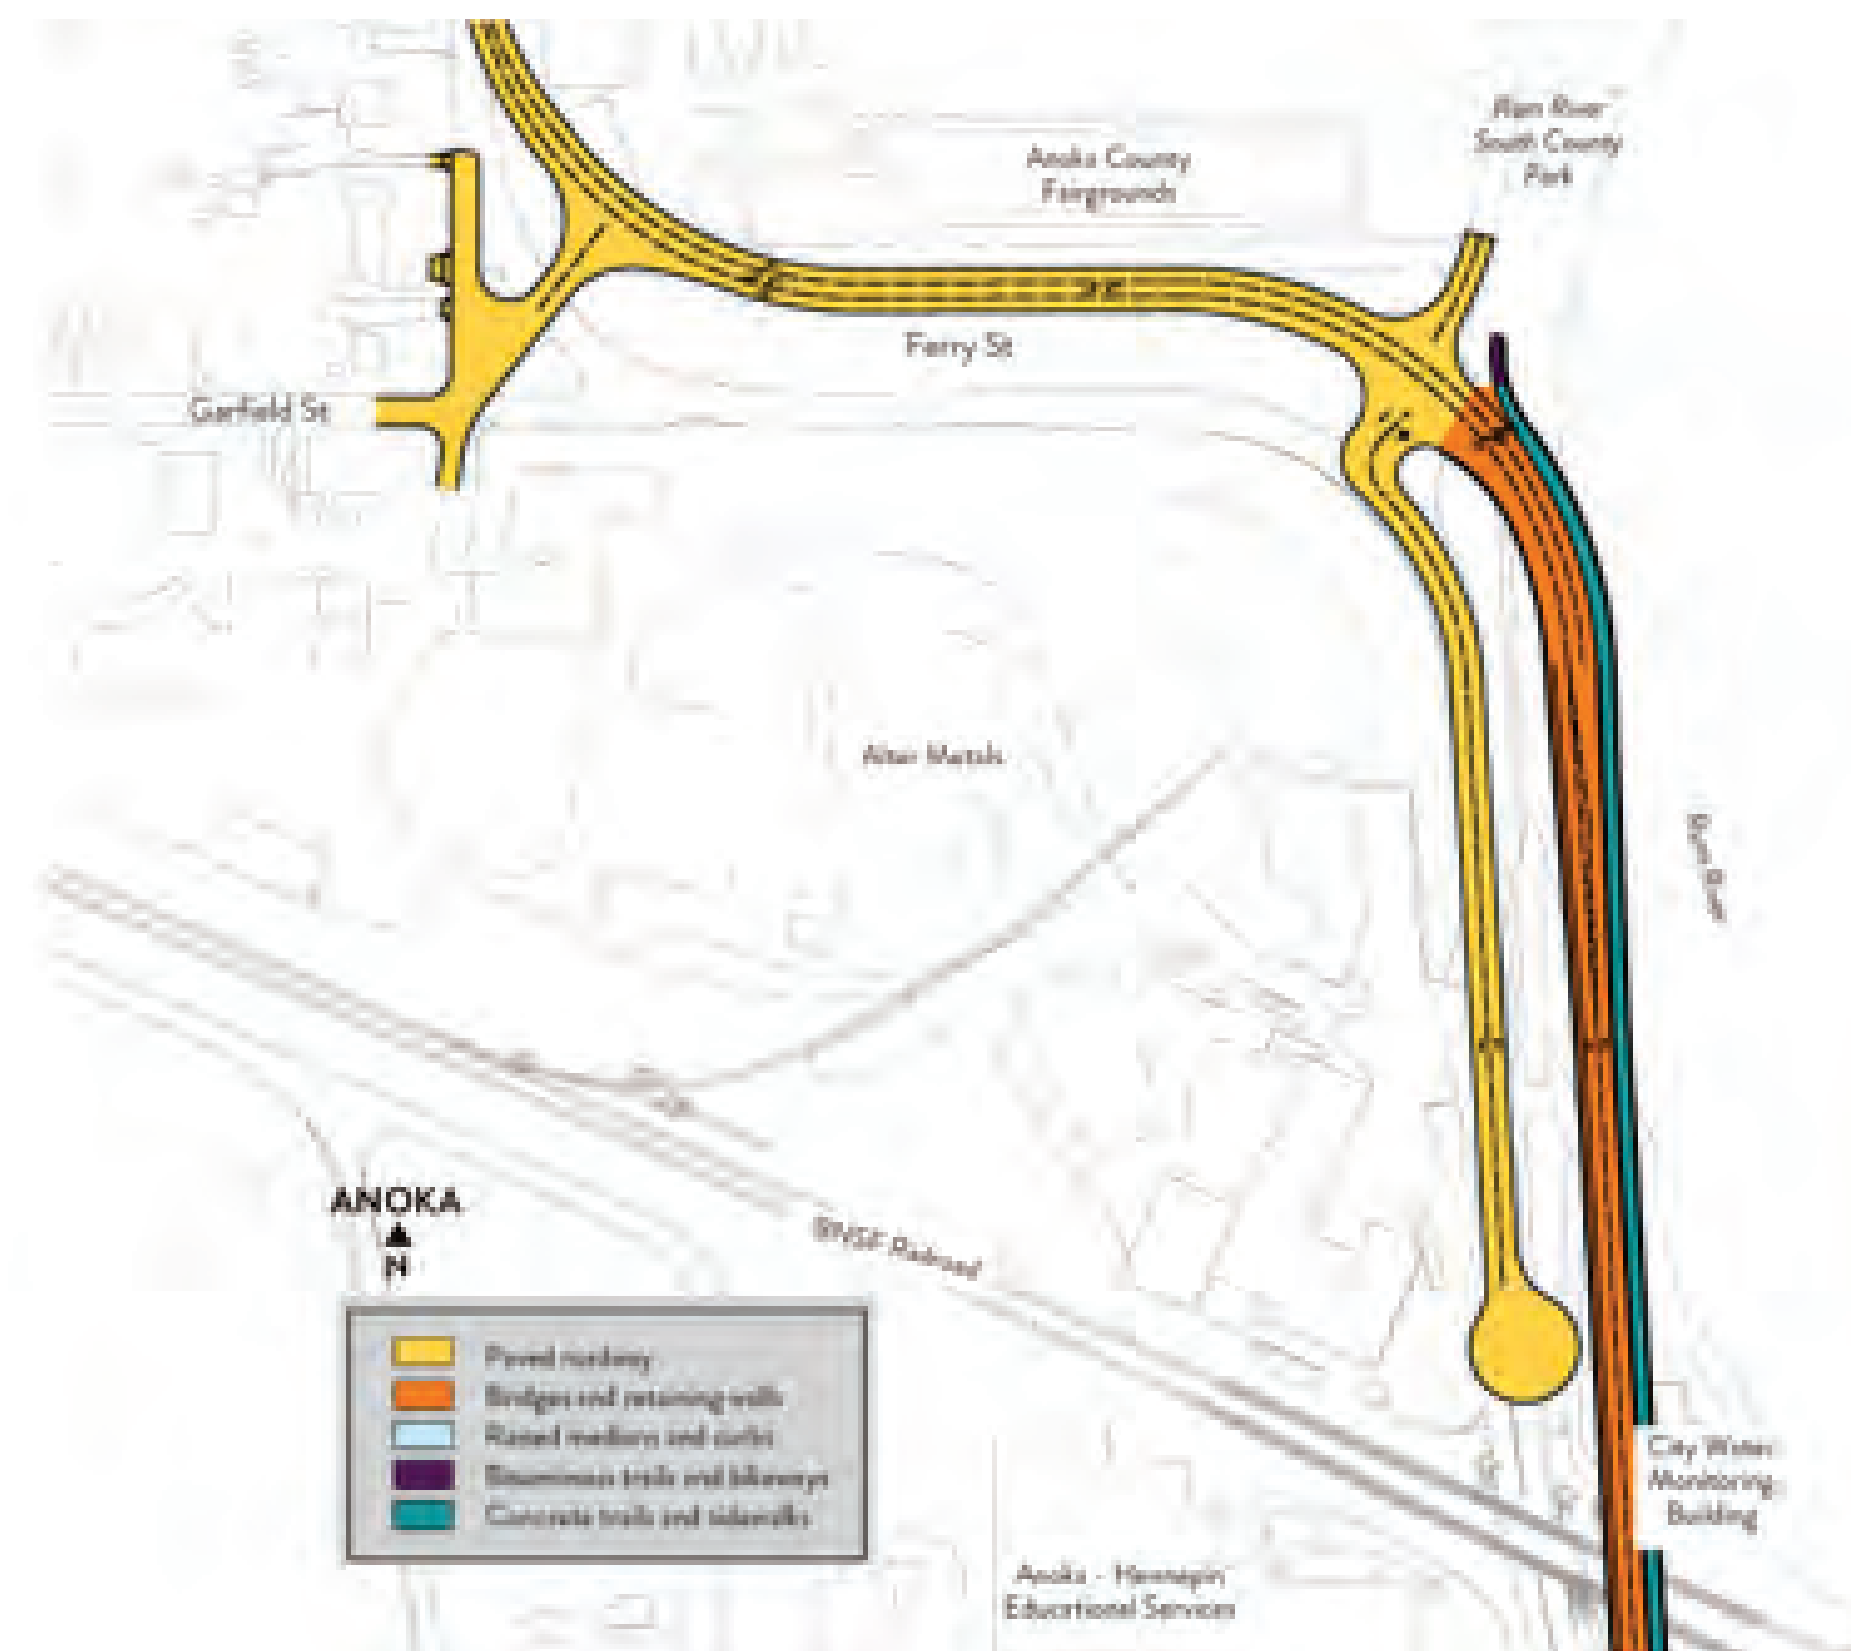 Rum River
South County
Park
Anoka County
Fairgrounds
Ferry St
Garfield St
Alter Metals
Rum River
ANOKA
N
BNSF Railroad
Paved roadway
Bridges and retaining walls
Raised medians and curbs
Bituminous trails and bikeways
Concrete trails and sidewalks
City Water
Monitoring
Building
Anoka - Hennepin
Educational Services